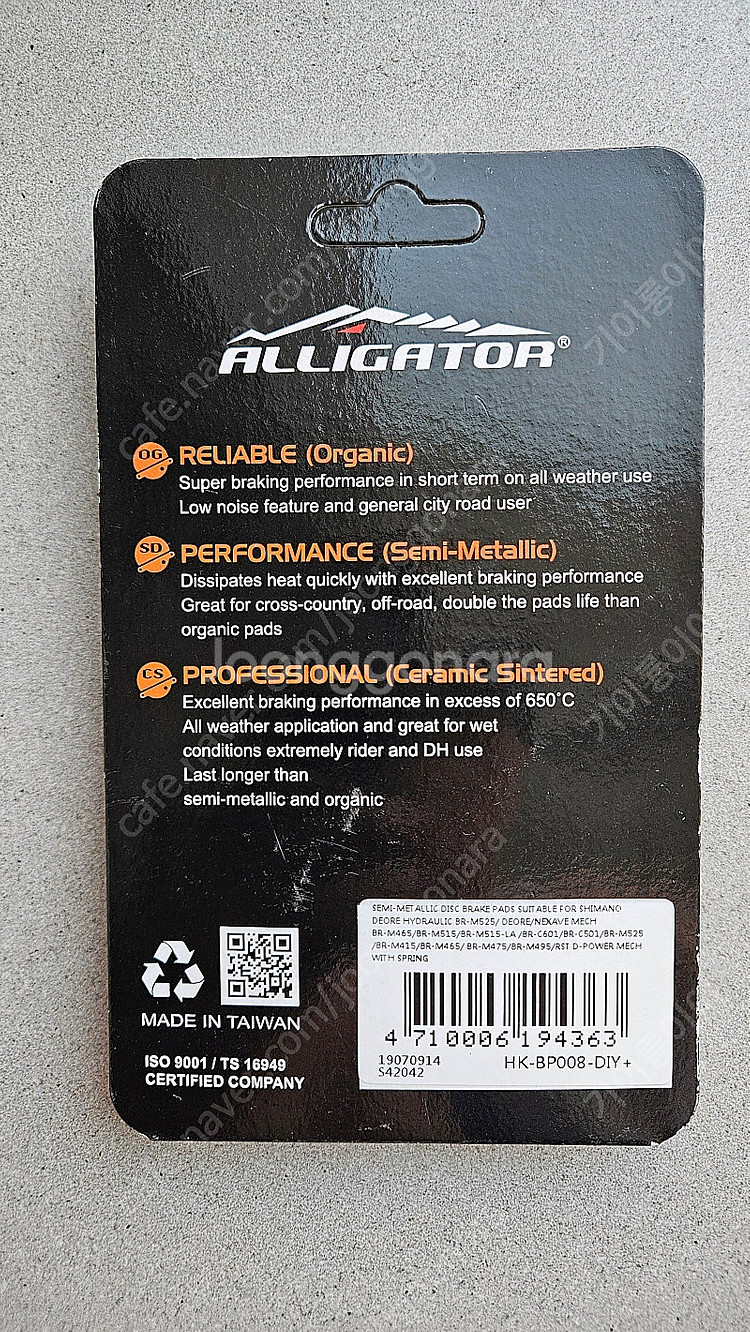 ALLIGATOR®
OG RELIABLE (Organic)
Super braking performance in short term on all weather use
Low noise feature and general city road user
SD PERFORMANCE (Semi-Metallic)
Dissipates heat quickly with excellent braking performance
Great for cross-country, off-road, double the pads life than
organic pads
joonggonara
CS PROFESSIONAL (Ceramic Sintered)
Excellent braking performance in excess of 650°C
All weather application and great for wet
conditions extremely rider and DH use
Last longer than
semi-metallic and organic
SEMI-METALLIC DISC BRAKE PADS SUITABLE FOR SHIMANO
DEORE HYDRAULIC BR-M525/ DEORE/NEXAVE MECH
BR-M465/BR-M515/BR-M515-LA /BR-C601/BR-C501/BR-M525
/BR-M415/BR-M465/ BR-M475/BR-M495/RST D-POWER MECH
WITH SPRING
4 710006 194363
19070914
S42042
HK-BP008-DIY+
MADE IN TAIWAN
ISO 9001 / TS 16949
CERTIFIED COMPANY